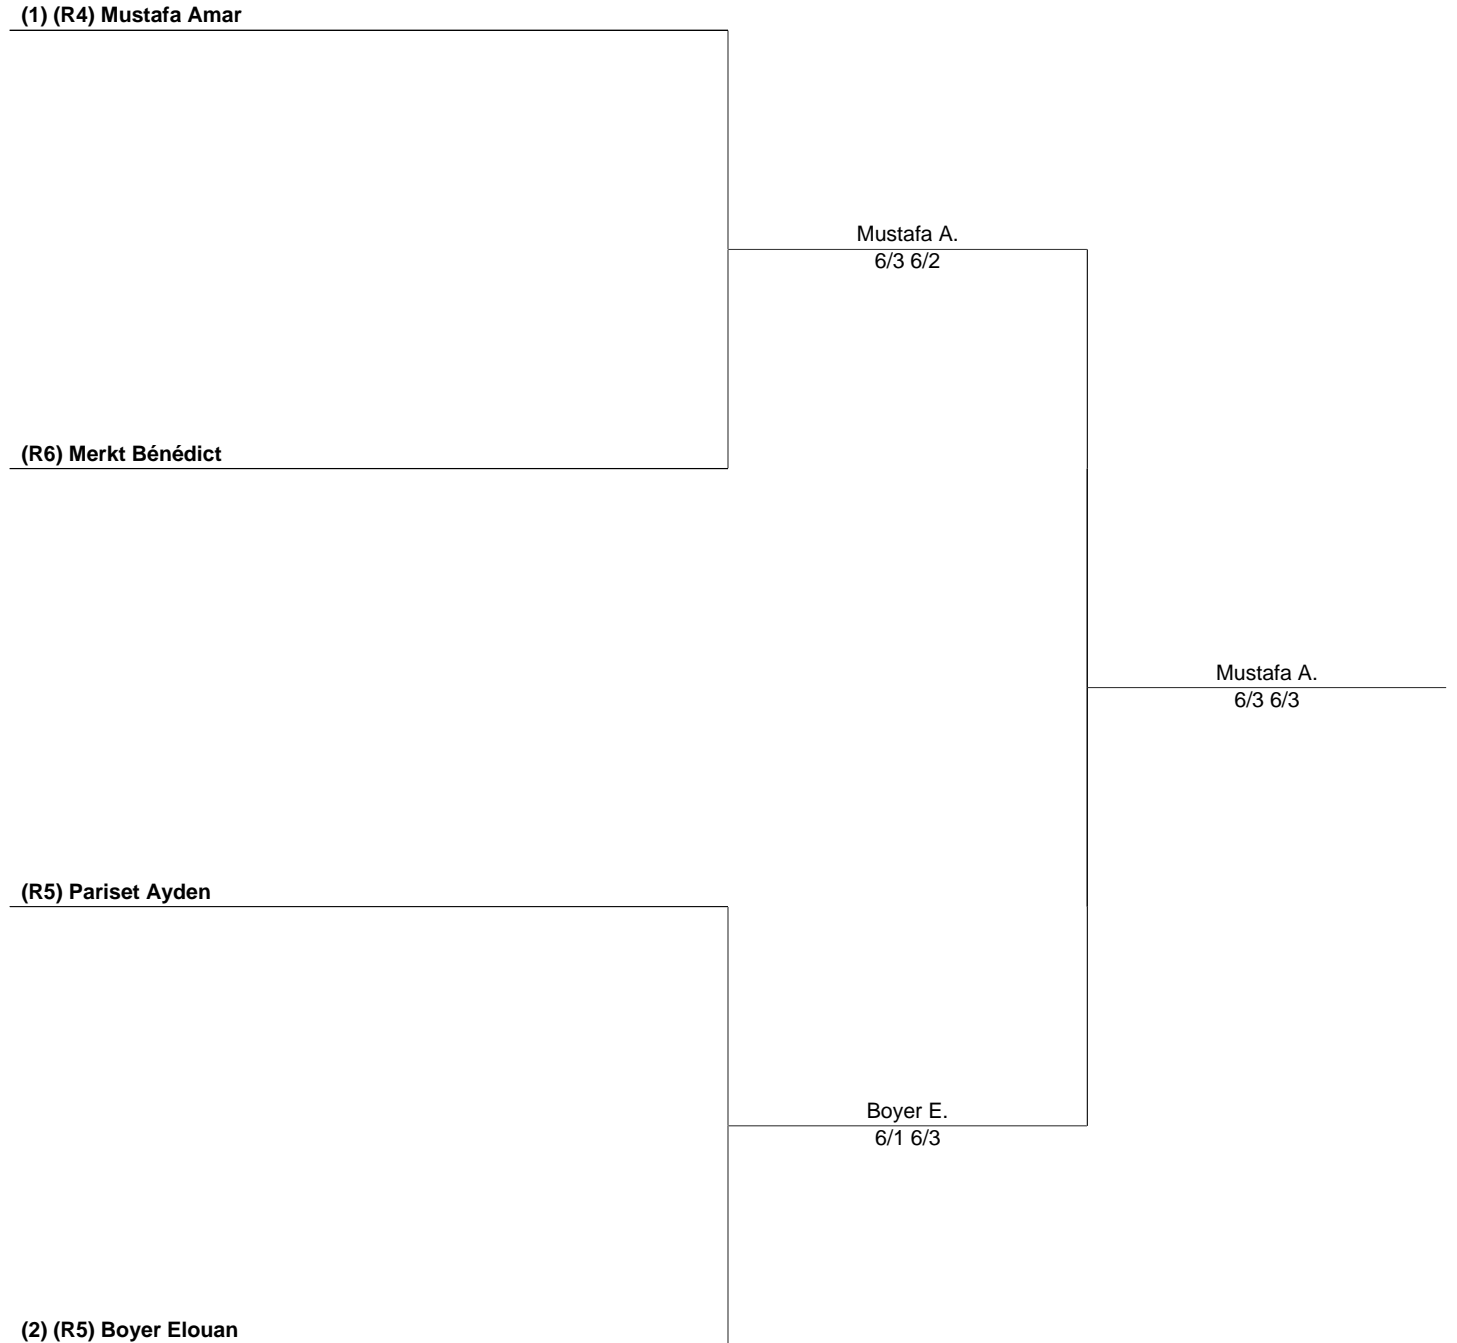 (1) (R4) Mustafa Amar
Mustafa A.
6/3 6/2
(R6) Merkt Bénédict
Mustafa A.
6/3 6/3
(R5) Pariset Ayden
Boyer E.
6/1 6/3
(2) (R5) Boyer Elouan